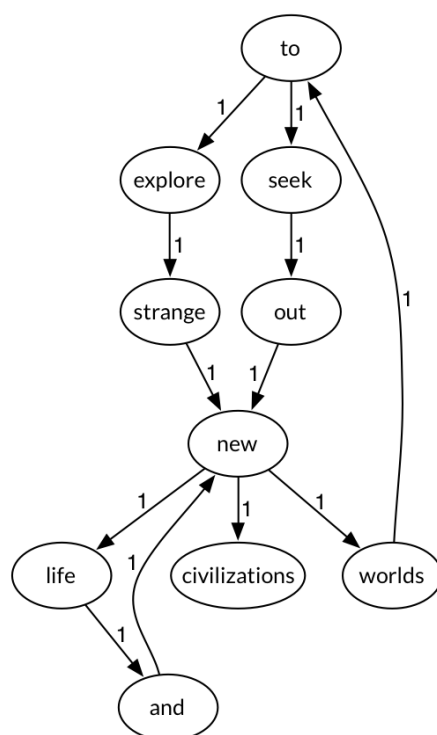 to
1 1
explore seek
1 1
strange out
1 1
new
1 1 1 1 1
life civilizations worlds
1
and